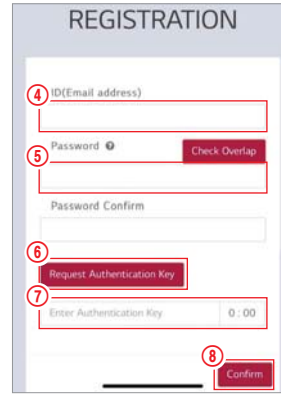 REGISTRATION
④ ID(Email address)
Password ?
Check Overlap
⑤
Password Confirm
⑥
Request Authentication Key
⑦
Enter Authentication Key 0 : 00
⑧
Confirm